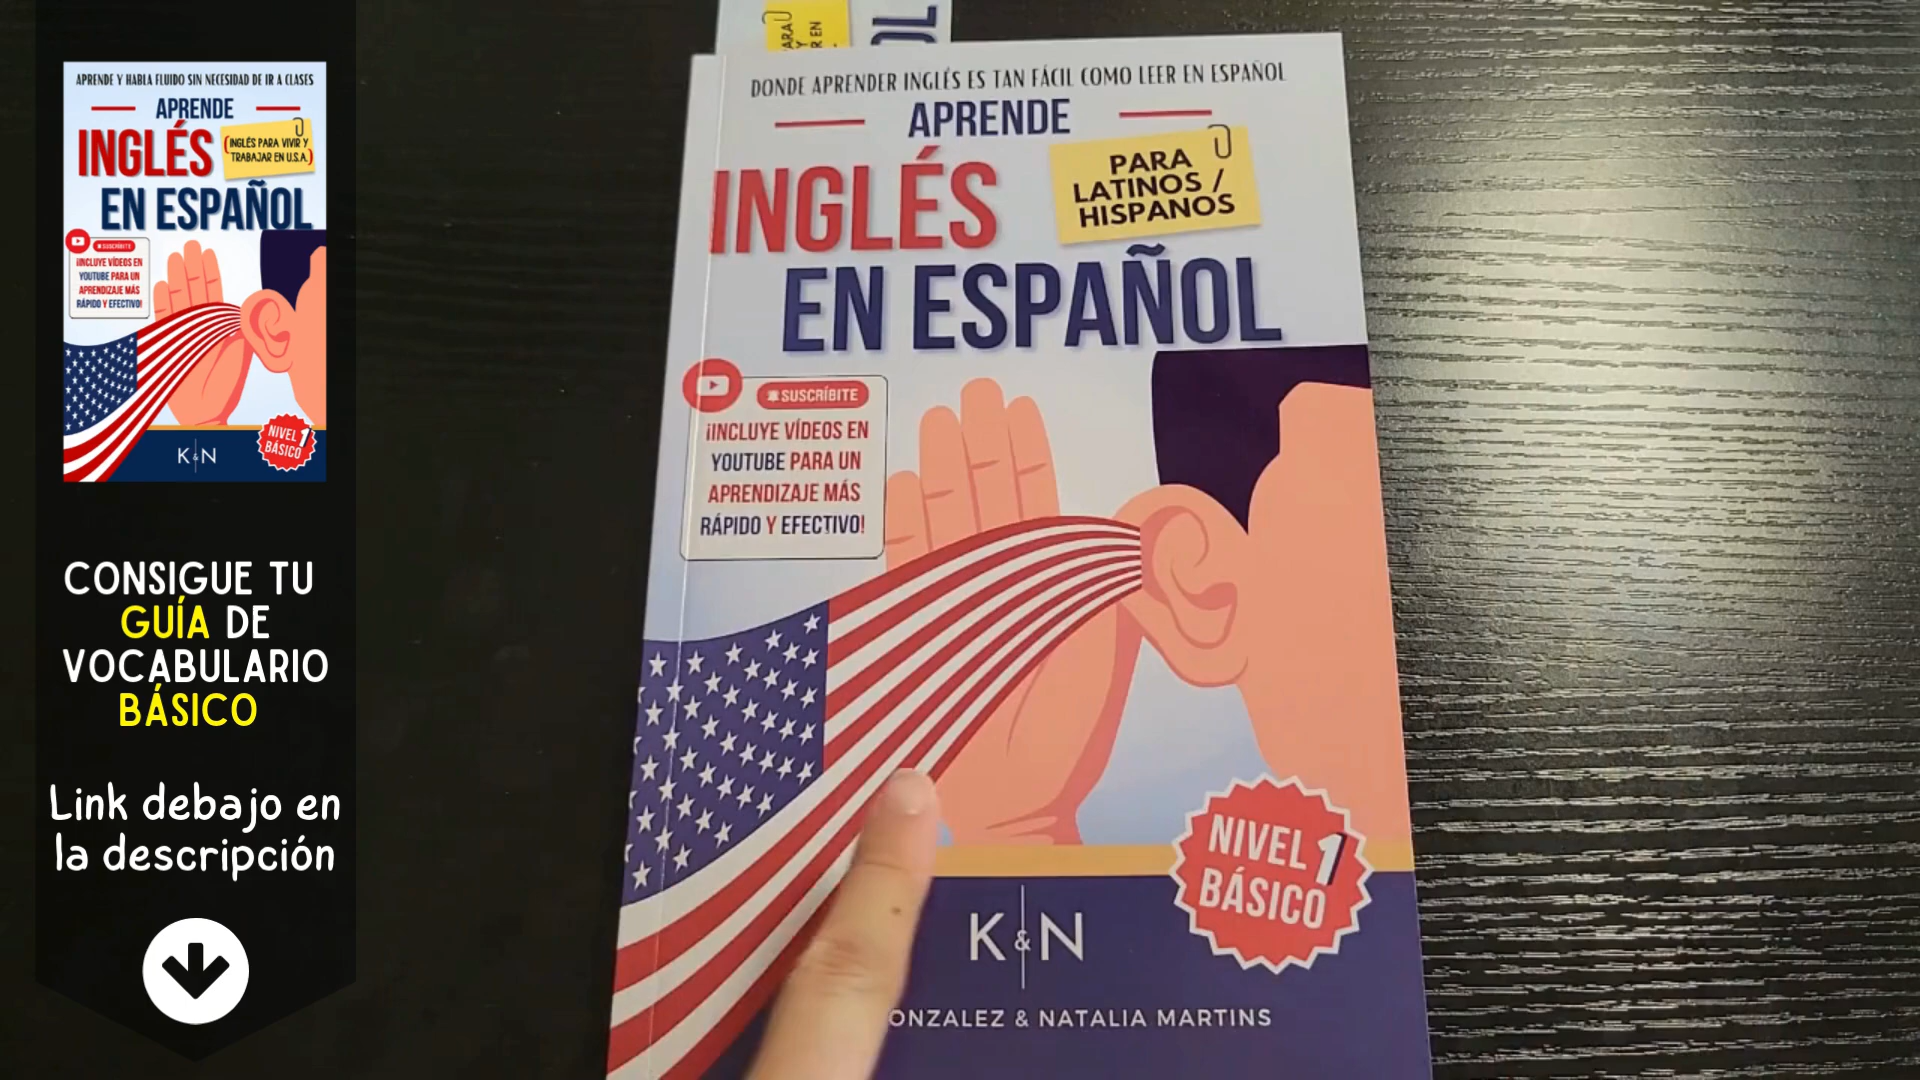 APRENDE Y HABLA FLUIDO SIN NECESIDAD DE IR A CLASES
APRENDE
INGLÉS
(INGLÉS PARA VIVIR Y
TRABAJAR EN U.S.A.)
EN ESPAÑOL
SUSCRÍBITE
¡INCLUYE VÍDEOS EN
YOUTUBE PARA UN
APRENDIZAJE MÁS
RÁPIDO Y EFECTIVO!
NIVEL 1
BÁSICO
K&N
CONSIGUE TU
GUÍA DE
VOCABULARIO
BÁSICO
Link debajo en
la descripción
DONDE APRENDER INGLÉS ES TAN FÁCIL COMO LEER EN ESPAÑOL
APRENDE
INGLÉS
PARA
LATINOS /
HISPANOS
EN ESPAÑOL
SUSCRÍBITE
¡INCLUYE VÍDEOS EN
YOUTUBE PARA UN
APRENDIZAJE MÁS
RÁPIDO Y EFECTIVO!
NIVEL 1
BÁSICO
K&N
ONZALEZ & NATALIA MARTINS